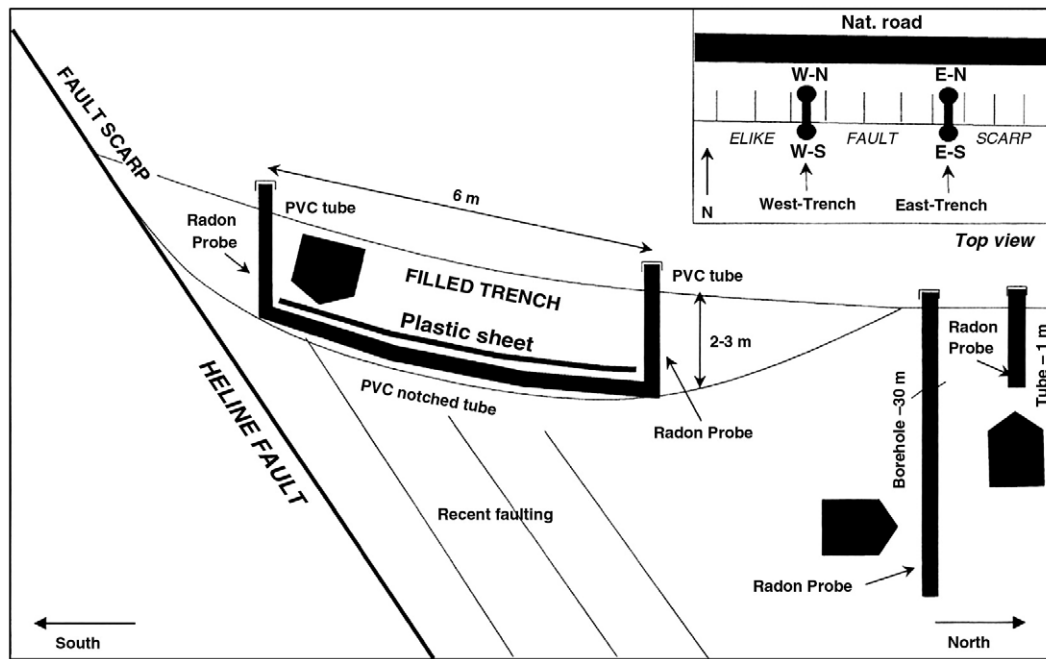 Nat. road
W-N
E-N
ELIKE
FAULT
SCARP
W-S
E-S
N
West-Trench
East-Trench
Top view
FAULT SCARP
6 m
PVC tube
Radon
Probe
FILLED TRENCH
Plastic sheet
PVC tube
2-3 m
PVC notched tube
Radon Probe
HELINE FAULT
Recent faulting
Radon
Probe
Tube – 1 m
Borehole –30 m
Radon Probe
South
North